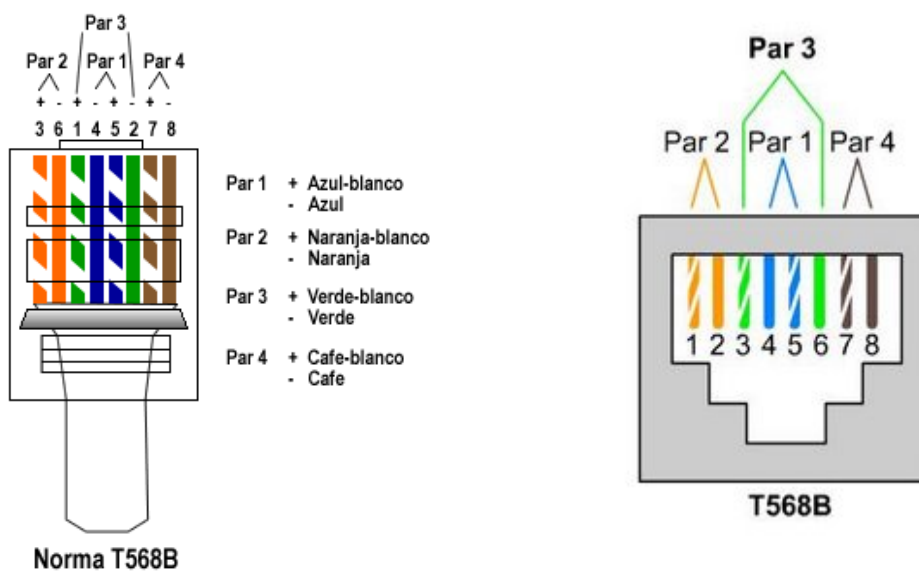 Par 3
Par 2 Par 1 Par 4
+ - + - + - + -
3 6 1 4 5 2 7 8
Par 1 + Azul-blanco
- Azul
Par 2 + Naranja-blanco
- Naranja
Par 3 + Verde-blanco
- Verde
Par 4 + Cafe-blanco
- Cafe
Norma T568B
Par 3
Par 2 Par 1 Par 4
1 2 3 4 5 6 7 8
T568B